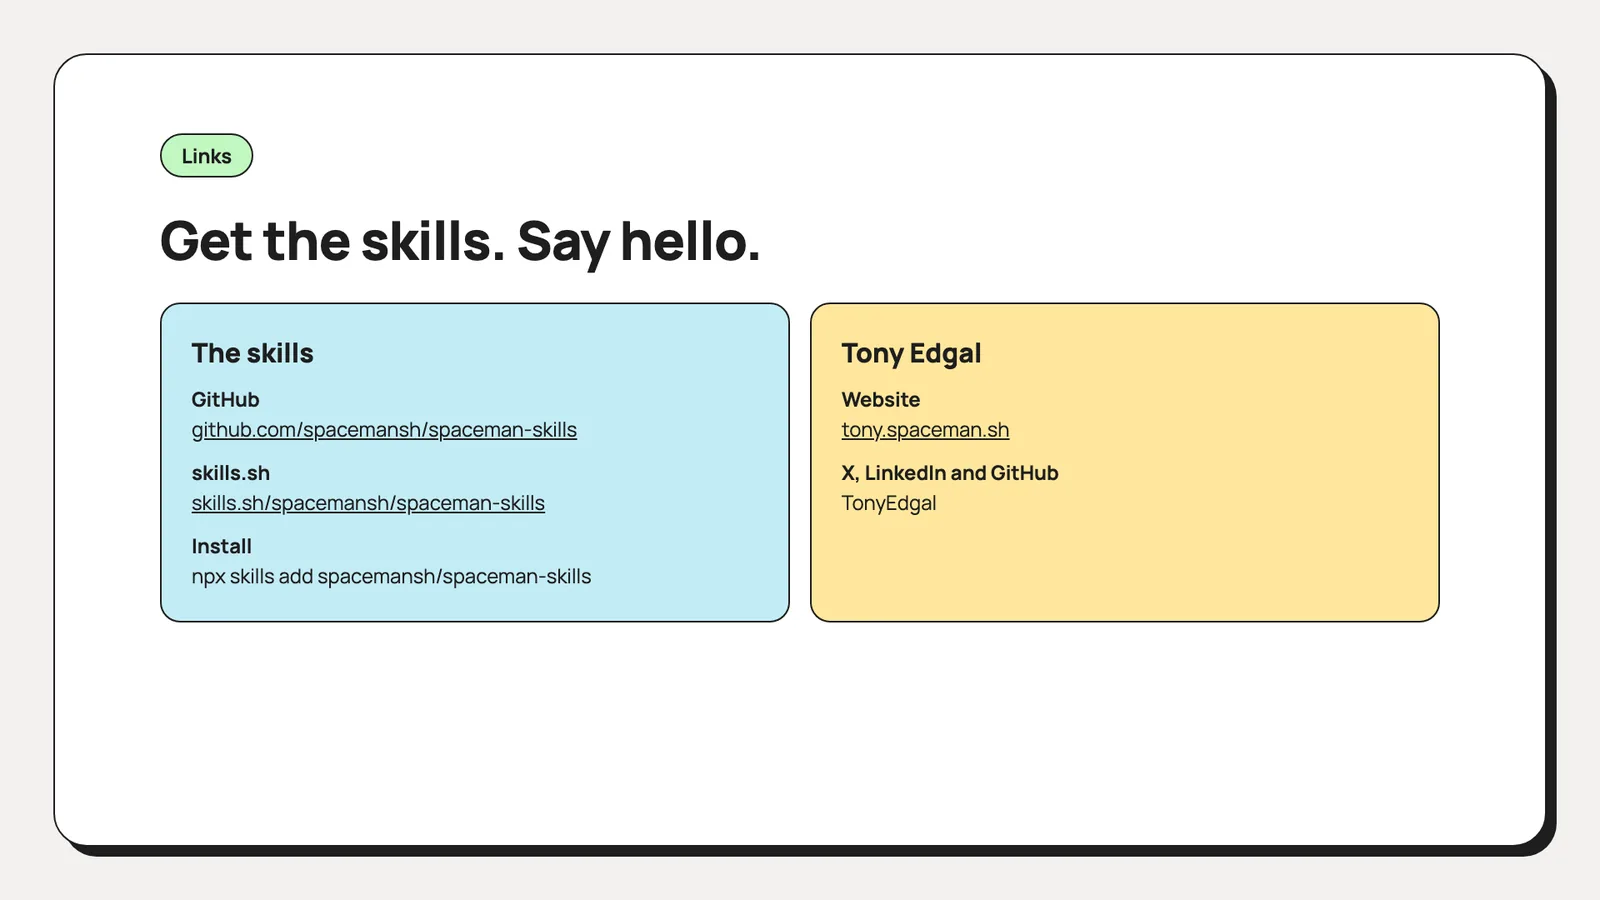 Links
Get the skills. Say hello.
The skills
GitHub
github.com/spacemansh/spaceman-skills
skills.sh
skills.sh/spacemansh/spaceman-skills
Install
npx skills add spacemansh/spaceman-skills
Tony Edgal
Website
tony.spaceman.sh
X, LinkedIn and GitHub
TonyEdgal